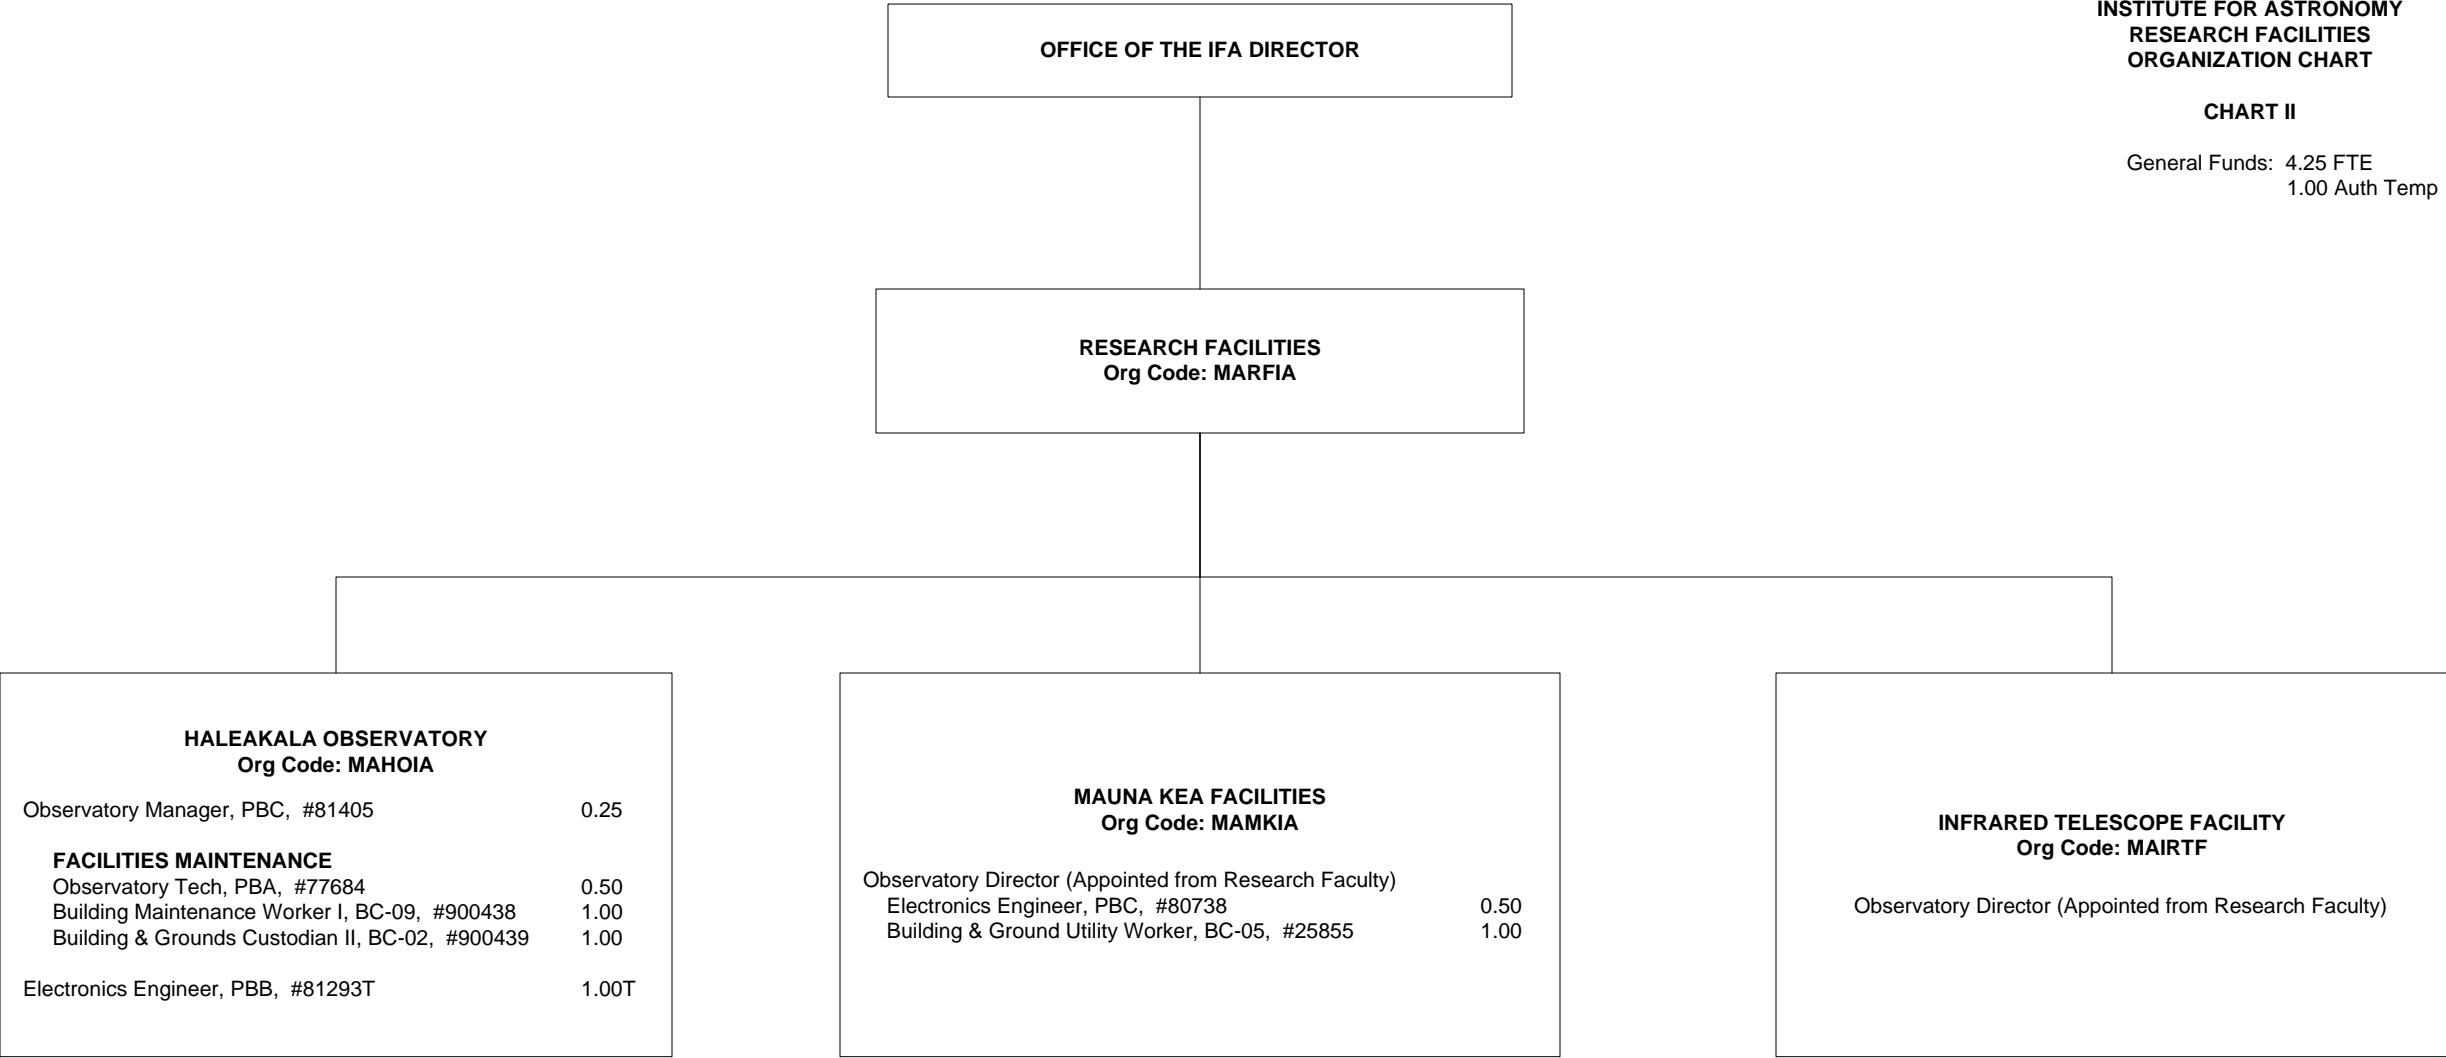 INSTITUTE FOR ASTRONOMY
RESEARCH FACILITIES
ORGANIZATION CHART
CHART II
General Funds: 4.25 FTE
1.00 Auth Temp
OFFICE OF THE IFA DIRECTOR
RESEARCH FACILITIES
Org Code: MARFIA
HALEAKALA OBSERVATORY
Org Code: MAHOIA
Observatory Manager, PBC, #81405 0.25
FACILITIES MAINTENANCE
Observatory Tech, PBA, #77684 0.50
Building Maintenance Worker I, BC-09, #900438 1.00
Building & Grounds Custodian II, BC-02, #900439 1.00
Electronics Engineer, PBB, #81293T 1.00T
MAUNA KEA FACILITIES
Org Code: MAMKIA
Observatory Director (Appointed from Research Faculty)
Electronics Engineer, PBC, #80738 0.50
Building & Ground Utility Worker, BC-05, #25855 1.00
INFRARED TELESCOPE FACILITY
Org Code: MAIRTF
Observatory Director (Appointed from Research Faculty)